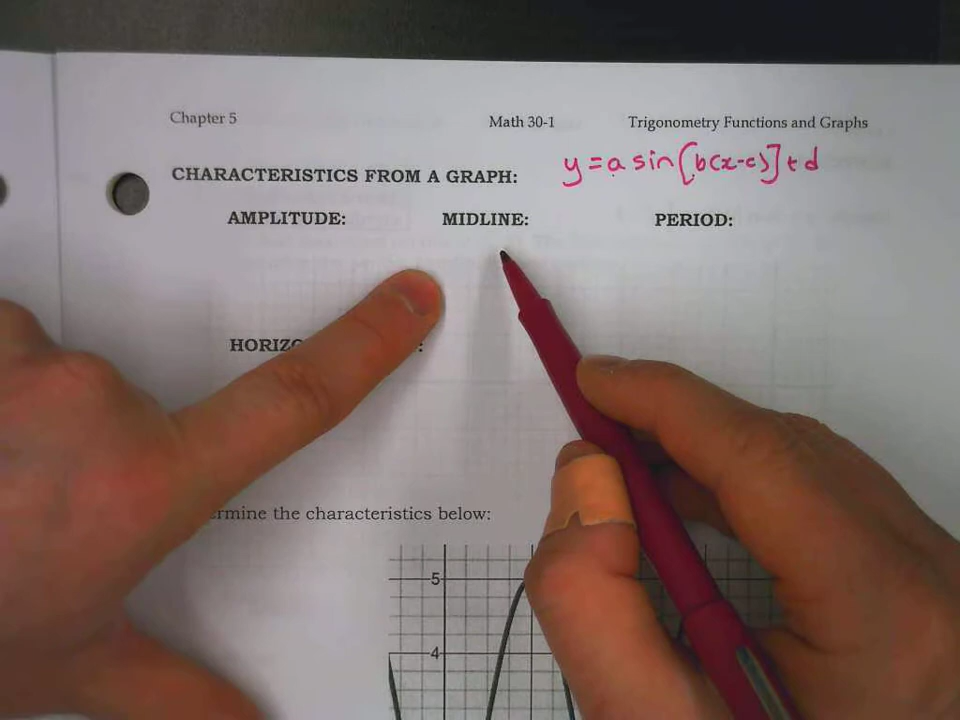 Chapter 5 Math 30-1 Trigonometry Functions and Graphs
CHARACTERISTICS FROM A GRAPH: y = a sin[b(x-c)] + d
AMPLITUDE: MIDLINE: PERIOD:
the characteristics below:
5
4